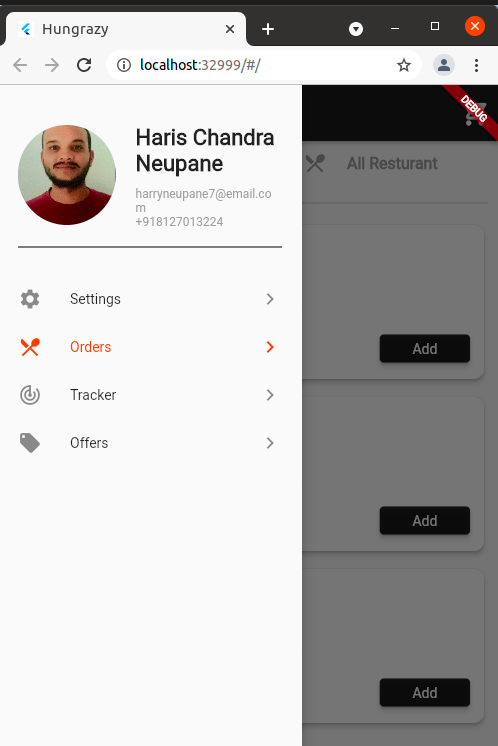 Hungrazy
localhost:32999/#/
DEBUG
Haris Chandra
Neupane
harryneupane7@email.co
m
+918127013224
All Resturant
Settings
Orders
Tracker
Offers
Add
Add
Add